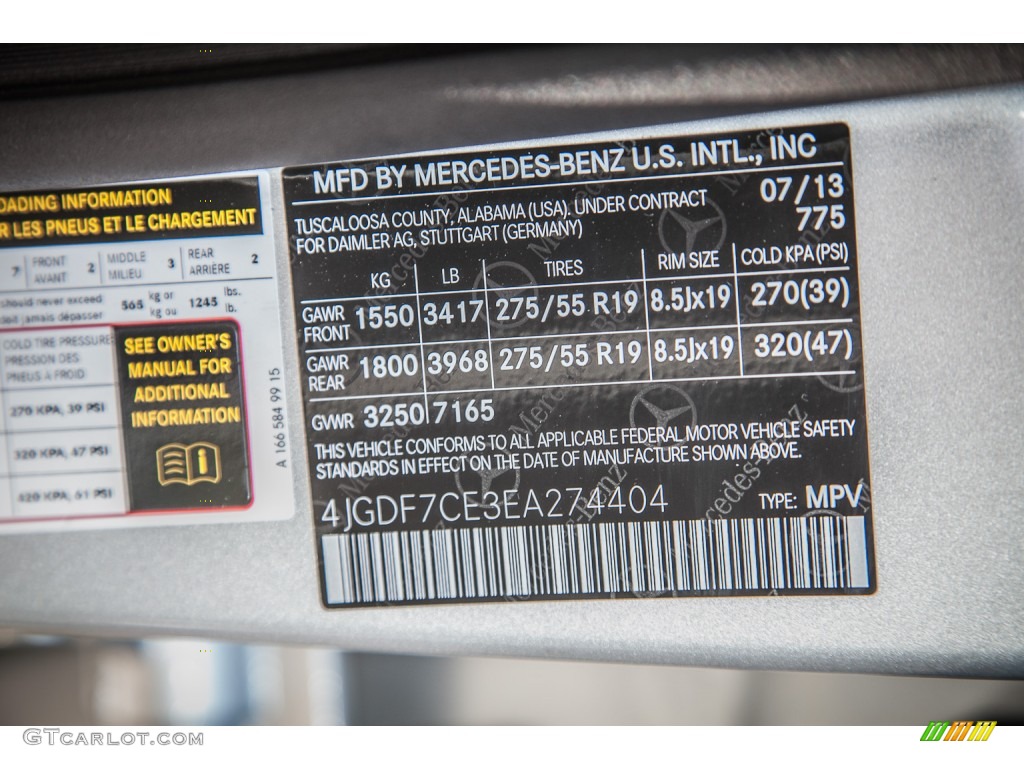 OADING INFORMATION
R LES PNEUS ET LE CHARGEMENT
7 FRONT AVANT 2 MIDDLE MILIEU 3 REAR ARRIÈRE 2
should never exceed 565 kg or 1245 lbs.
jamais dépasser kg ou lb.
COLD TIRE PRESSURE
PRESSION DES
PNEUS A FROID
270 KPA, 39 PSI
320 KPA, 47 PSI
420 KPA, 61 PSI
SEE OWNER'S
MANUAL FOR
ADDITIONAL
INFORMATION
A 166 584 99 15
MFD BY MERCEDES-BENZ U.S. INTL., INC
TUSCALOOSA COUNTY, ALABAMA (USA). UNDER CONTRACT
FOR DAIMLER AG, STUTTGART (GERMANY)
07/13
775
KG LB TIRES RIM SIZE COLD KPA(PSI)
GAWR FRONT 1550 3417 275/55 R19 8.5Jx19 270(39)
GAWR REAR 1800 3968 275/55 R19 8.5Jx19 320(47)
GVWR 3250 7165
THIS VEHICLE CONFORMS TO ALL APPLICABLE FEDERAL MOTOR VEHICLE SAFETY
STANDARDS IN EFFECT ON THE DATE OF MANUFACTURE SHOWN ABOVE.
4JGDF7CE3EA274404 TYPE: MPV
GTCarLot.com